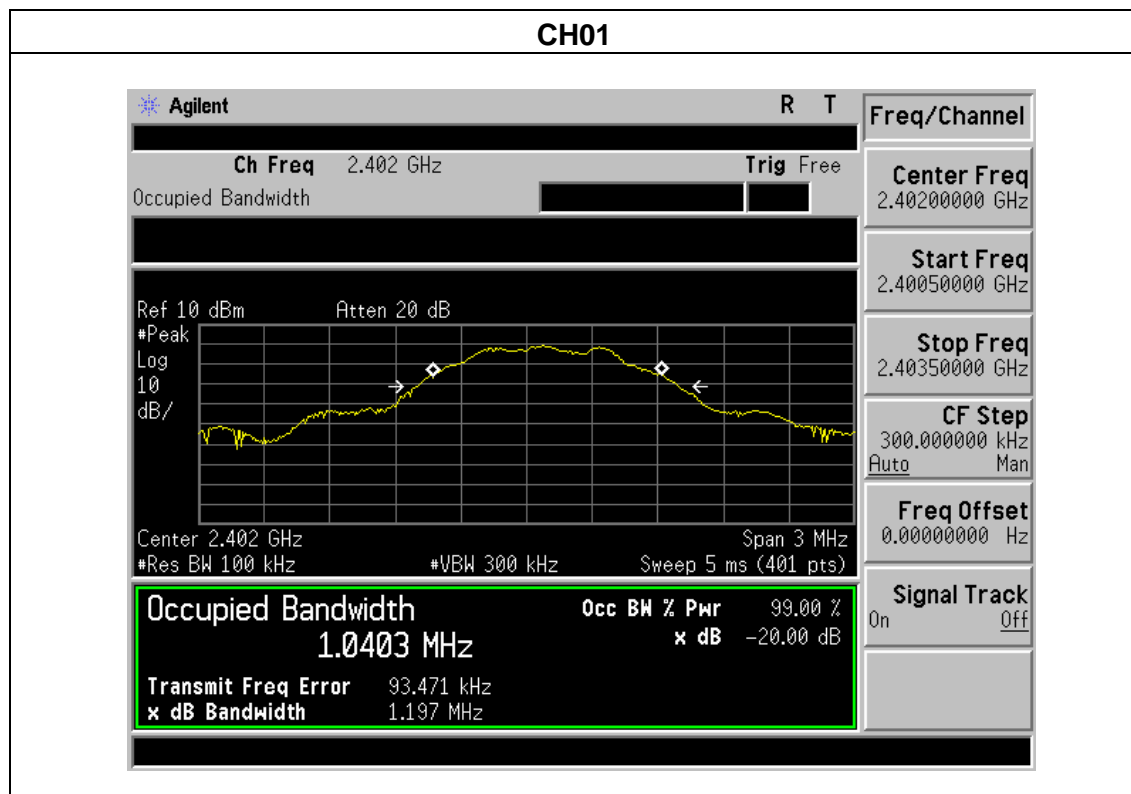 CH01
Agilent R T
Freq/Channel
Ch Freq 2.402 GHz Trig Free
Occupied Bandwidth
Center Freq
2.40200000 GHz
Start Freq
2.40050000 GHz
Stop Freq
2.40350000 GHz
CF Step
300.000000 kHz
Auto Man
Freq Offset
0.00000000 Hz
Signal Track
On Off
Ref 10 dBm Atten 20 dB
#Peak
Log
10
dB/
Center 2.402 GHz Span 3 MHz
#Res BW 100 kHz #VBW 300 kHz Sweep 5 ms (401 pts)
Occupied Bandwidth Occ BW % Pwr 99.00 %
1.0403 MHz x dB -20.00 dB
Transmit Freq Error 93.471 kHz
x dB Bandwidth 1.197 MHz